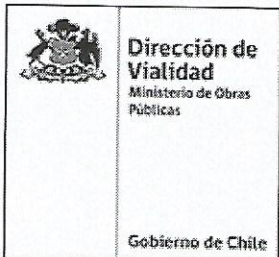 Dirección de
Vialidad
Ministerio de Obras
Públicas
Gobierno de Chile